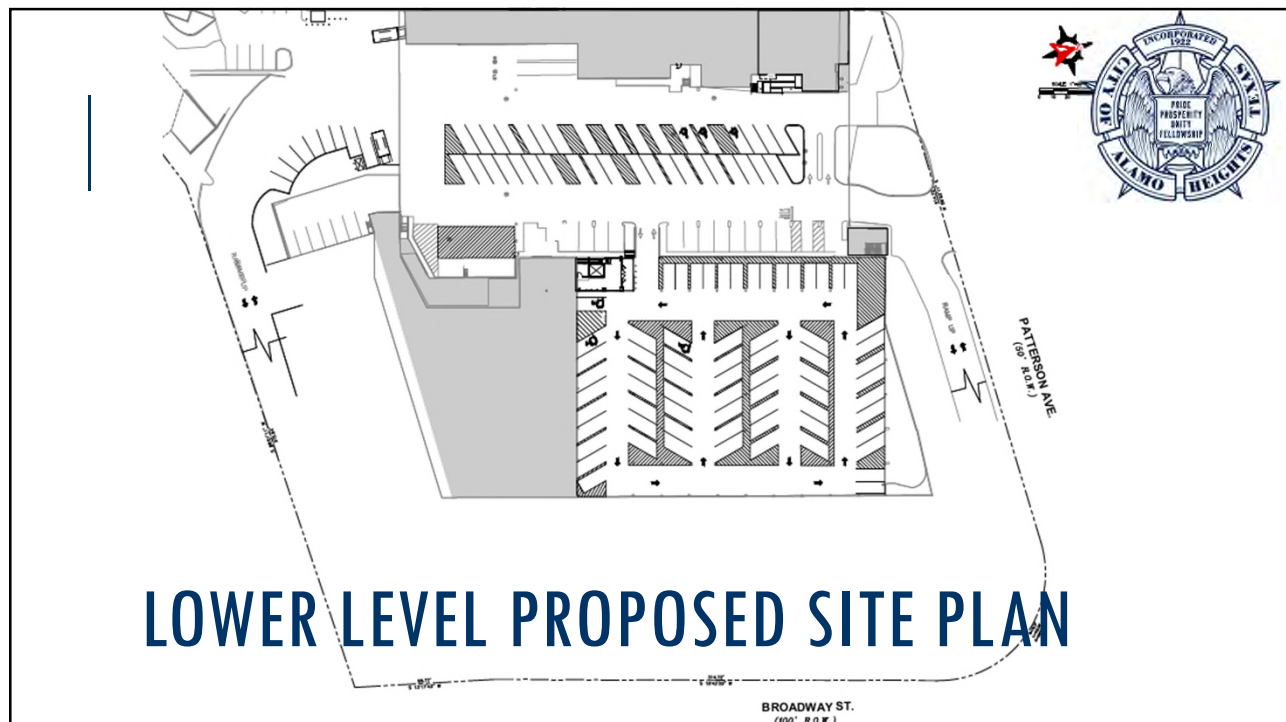 INCORPORATED
1922
CITY OF
TEXAS
PRIDE
PROSPERITY
UNITY
FELLOWSHIP
ALAMO
HEIGHTS
RAMP UP
PATTERSON AVE.
(50' R.O.W.)
LOWER LEVEL PROPOSED SITE PLAN
BROADWAY ST.
(100' R.O.W.)